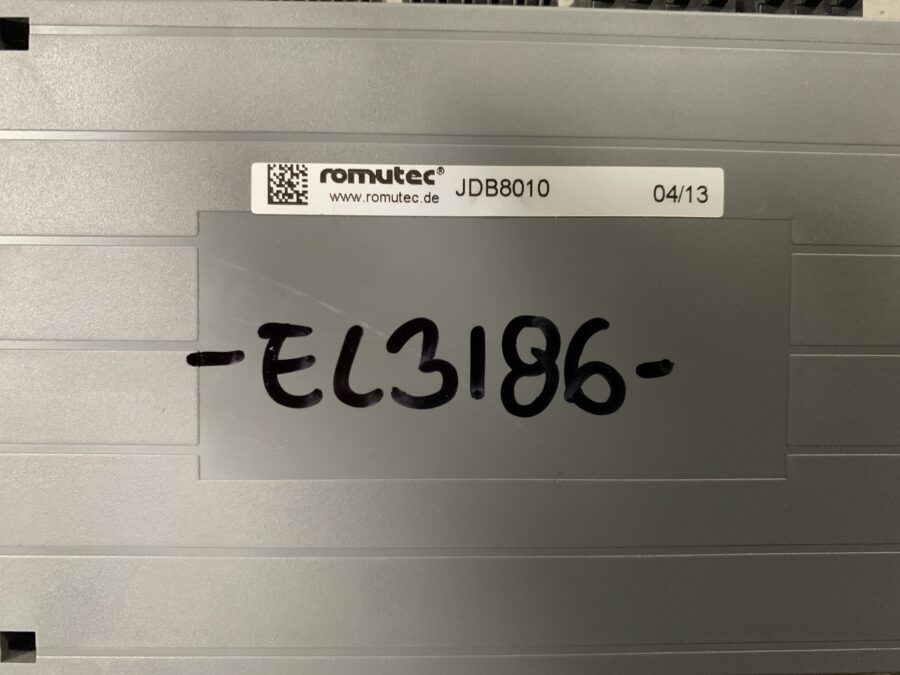 romutec® JDB8010 04/13
www.romutec.de
-EL3186-